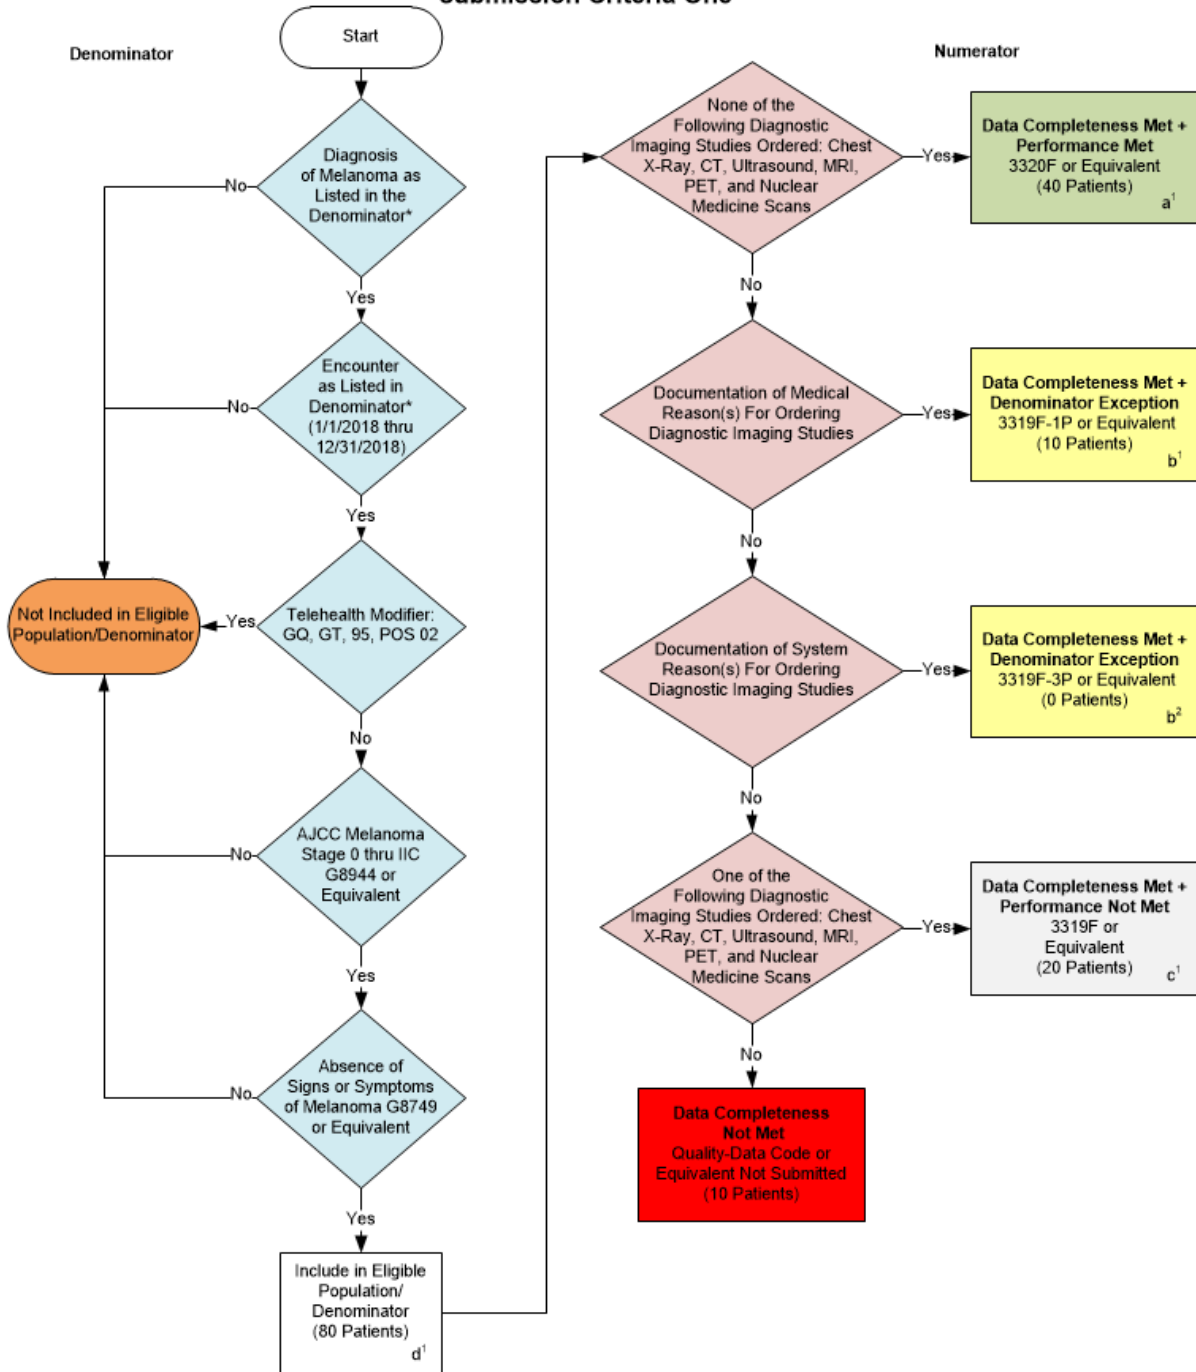 Submission Criteria One
Denominator
Start
Numerator
Diagnosis
of Melanoma as
Listed in the
Denominator*
No
Yes
Encounter
as Listed in
Denominator*
(1/1/2018 thru
12/31/2018)
No
Yes
Telehealth Modifier:
GQ, GT, 95, POS 02
Yes
Not Included in Eligible
Population/Denominator
No
AJCC Melanoma
Stage 0 thru IIC
G8944 or
Equivalent
No
Yes
Absence of
Signs or Symptoms
of Melanoma G8749
or Equivalent
No
Yes
Include in Eligible
Population/
Denominator
(80 Patients)
d¹
None of the
Following Diagnostic
Imaging Studies Ordered: Chest
X-Ray, CT, Ultrasound, MRI,
PET, and Nuclear
Medicine Scans
Yes
Data Completeness Met +
Performance Met
3320F or Equivalent
(40 Patients)
a¹
No
Documentation of Medical
Reason(s) For Ordering
Diagnostic Imaging Studies
Yes
Data Completeness Met +
Denominator Exception
3319F-1P or Equivalent
(10 Patients)
b¹
No
Documentation of System
Reason(s) For Ordering
Diagnostic Imaging Studies
Yes
Data Completeness Met +
Denominator Exception
3319F-3P or Equivalent
(0 Patients)
b²
No
One of the
Following Diagnostic
Imaging Studies Ordered: Chest
X-Ray, CT, Ultrasound, MRI,
PET, and Nuclear
Medicine Scans
Yes
Data Completeness Met +
Performance Not Met
3319F or
Equivalent
(20 Patients)
c¹
No
Data Completeness
Not Met
Quality-Data Code or
Equivalent Not Submitted
(10 Patients)